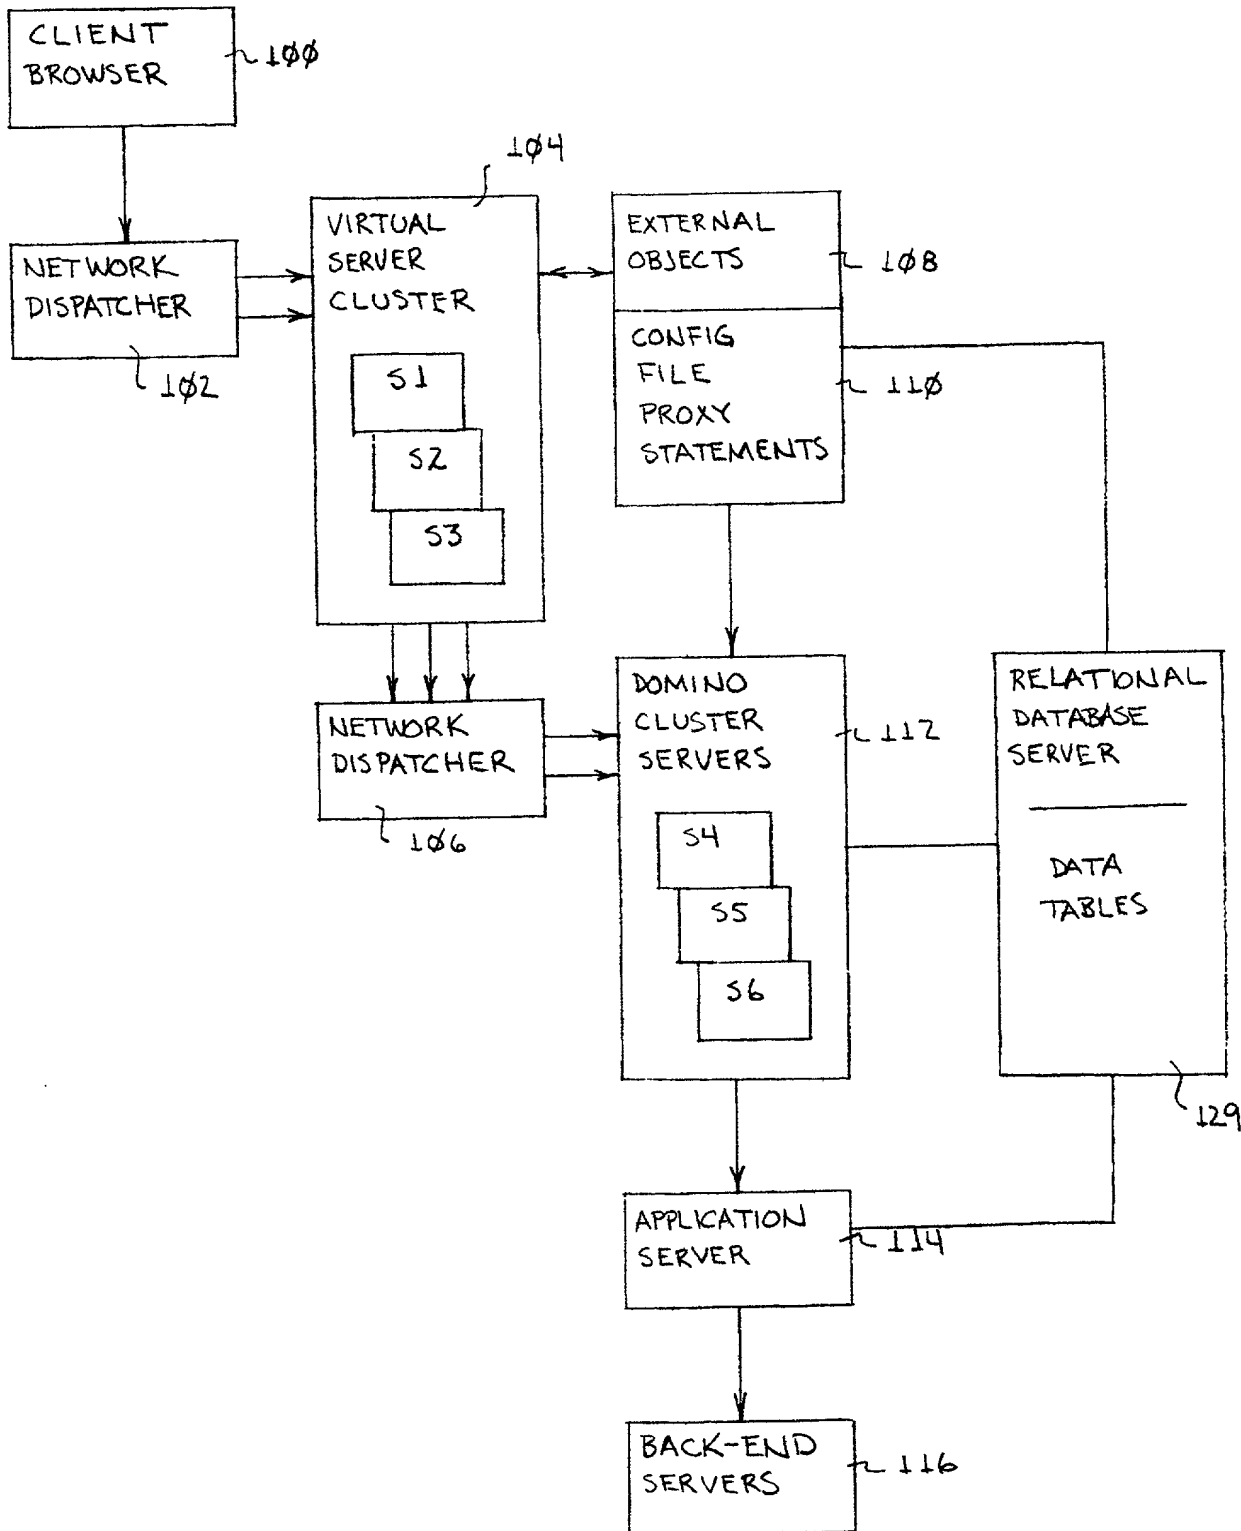 CLIENT
BROWSER
100
NETWORK
DISPATCHER
102
104
VIRTUAL
SERVER
CLUSTER
S1
S2
S3
EXTERNAL
OBJECTS
108
CONFIG
FILE
PROXY
STATEMENTS
110
NETWORK
DISPATCHER
106
DOMINO
CLUSTER
SERVERS
112
S4
S5
S6
RELATIONAL
DATABASE
SERVER
DATA
TABLES
129
APPLICATION
SERVER
114
BACK-END
SERVERS
116